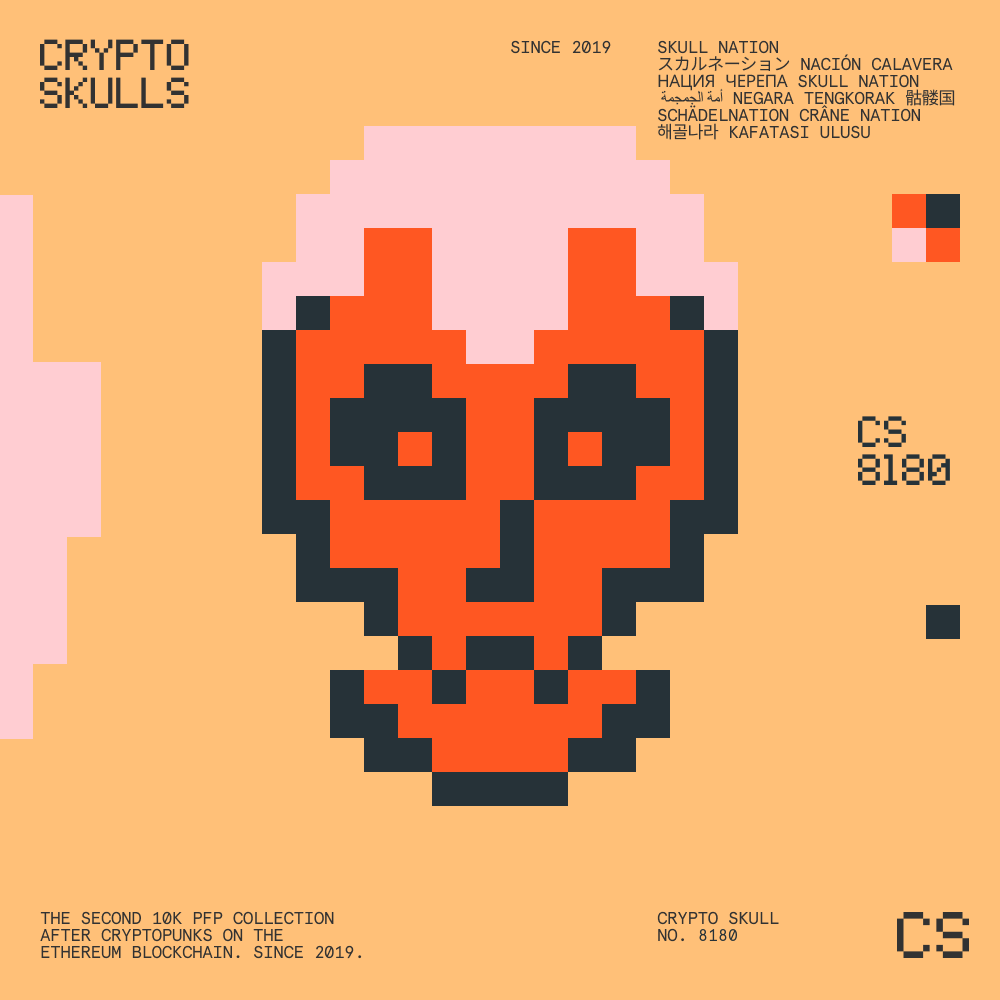 CRYPTO
SKULLS
SINCE 2019
SKULL NATION
スカルネーション NACIÓN CALAVERA
НАЦИЯ ЧЕРЕПА SKULL NATION
أمة الجمجمة NEGARA TENGKORAK 骷髅国
SCHÄDELNATION CRÂNE NATION
해골나라 KAFATASI ULUSU
CS
8180
THE SECOND 10K PFP COLLECTION
AFTER CRYPTOPUNKS ON THE
ETHEREUM BLOCKCHAIN. SINCE 2019.
CRYPTO SKULL
NO. 8180
CS